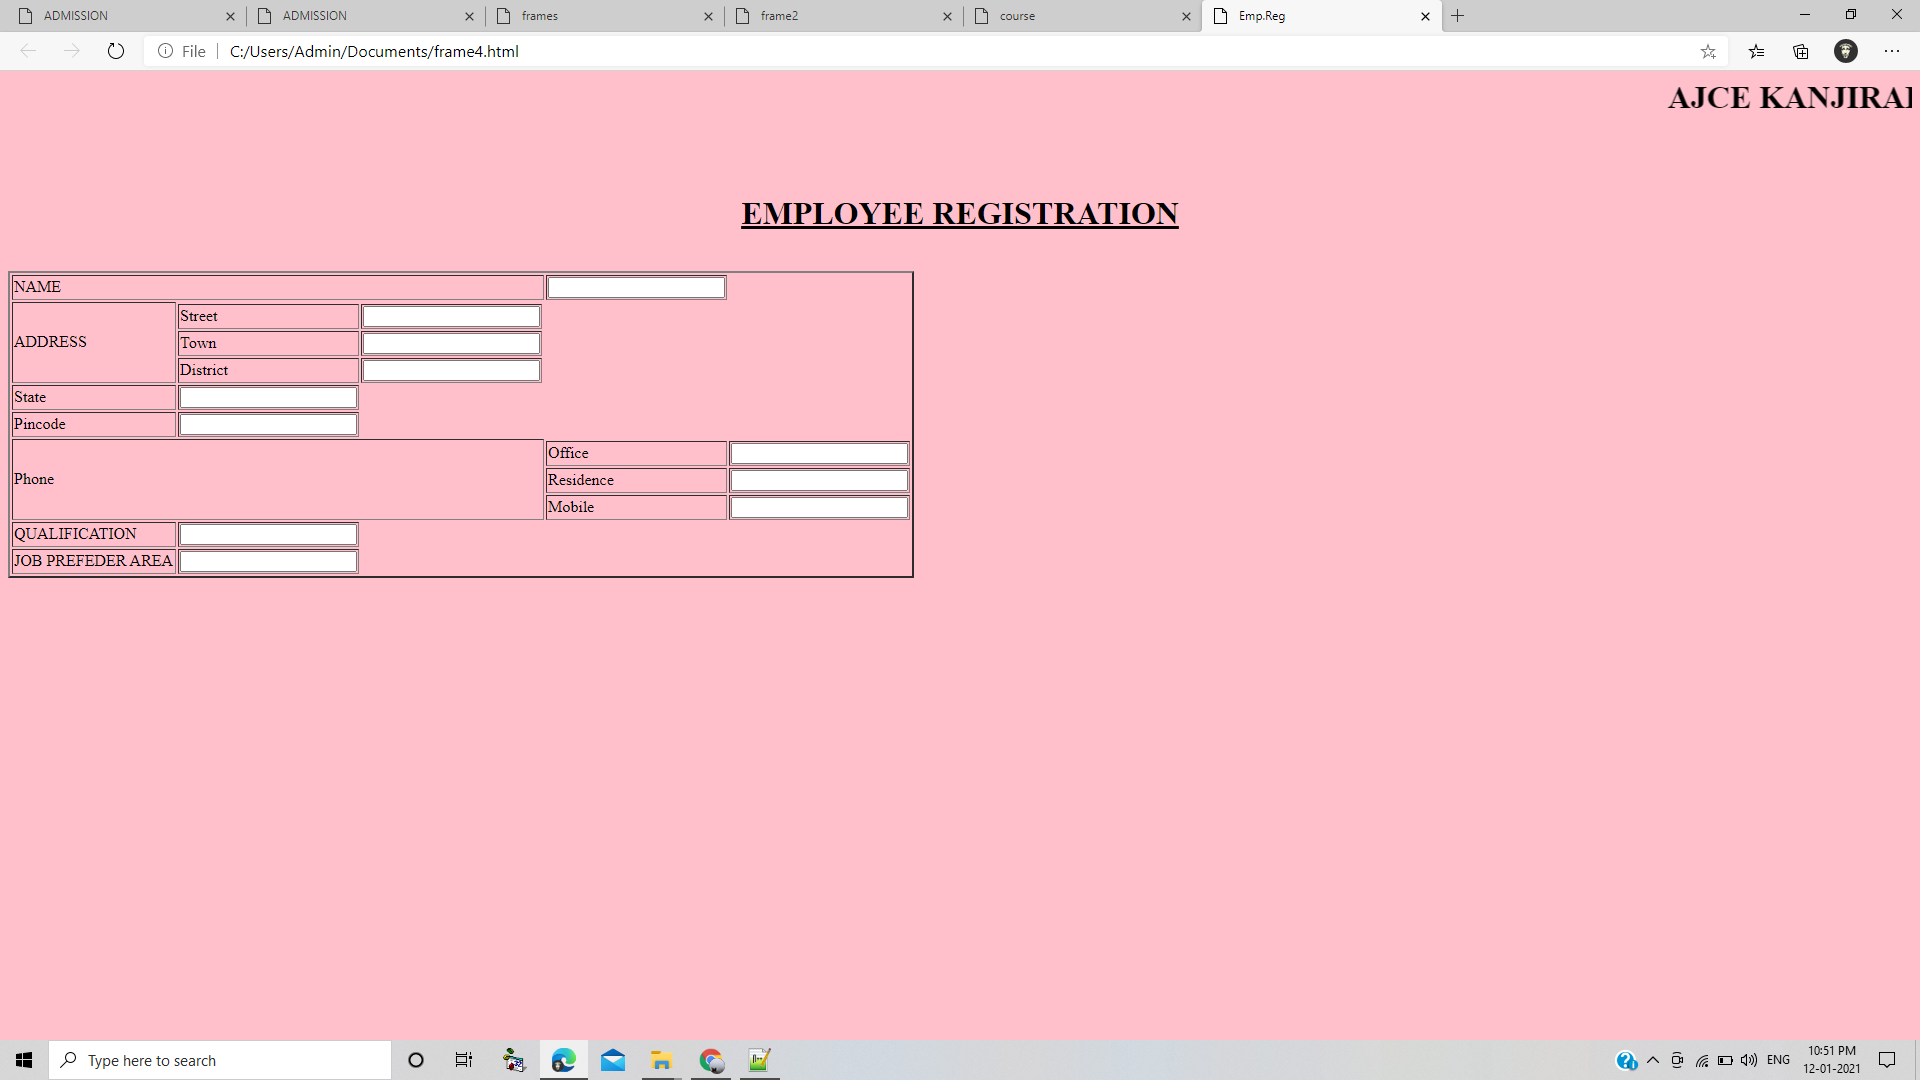 ADMISSION
ADMISSION
frames
frame2
course
Emp.Reg
File
C:/Users/Admin/Documents/frame4.html
AJCE
EMPLOYEE REGISTRATION
NAME
ADDRESS
Street
Town
District
State
Pincode
Phone
Office
Residence
Mobile
QUALIFICATION
JOB PREFEDER AREA
Type here to search
ENG
10:51 PM
12-01-2021